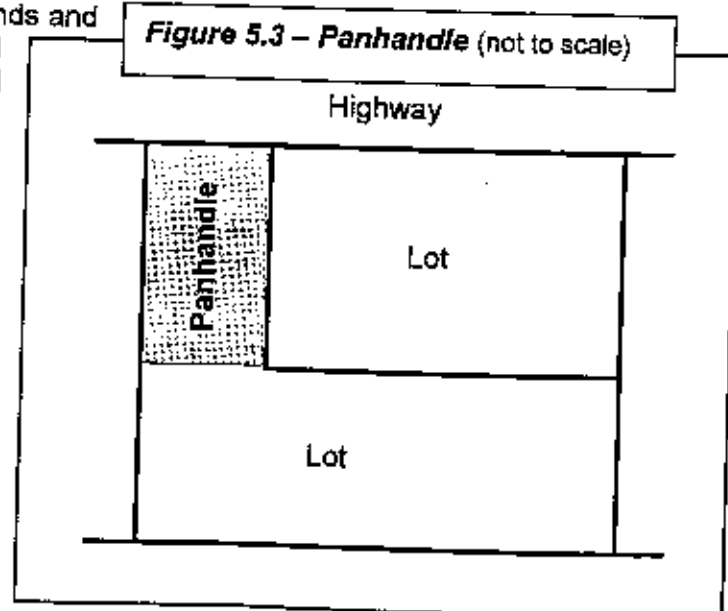 nds and
Figure 5.3 – Panhandle (not to scale)
Highway
Panhandle
Lot
Lot